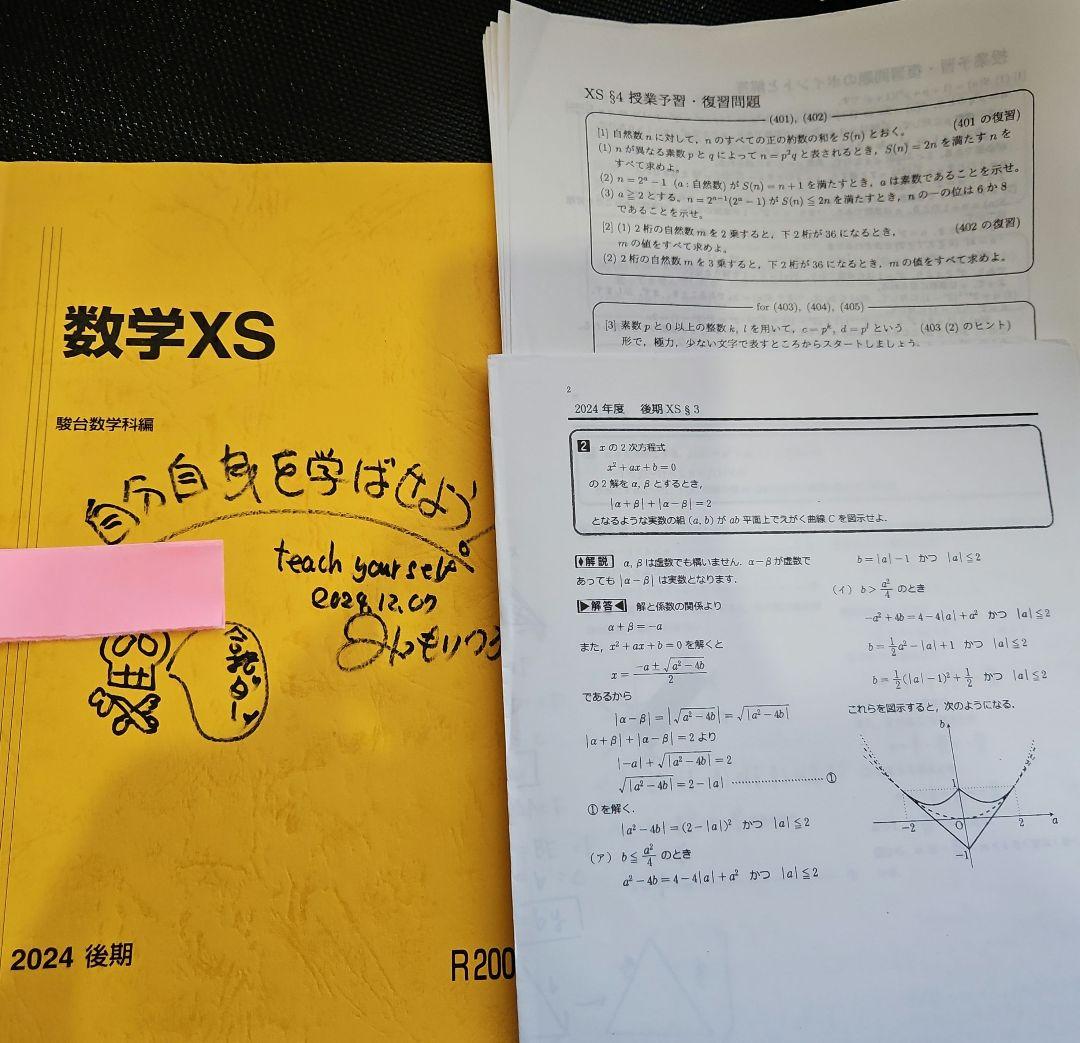 数学XS
駿台数学科編
自分自身を学ばせよう
teach yourself
2024.12.07
合格だー
2024 後期
R200
XS §4 授業予習・復習問題
(401), (402)
[1] 自然数 n に対して, n のすべての正の約数の和を S(n) とおく。 (401 の復習)
(1) n が異なる素数 p と q によって n = p²q と表されるとき, S(n) = 2n を満たす n を
すべて求めよ。
(2) n = 2ᵃ − 1 (a : 自然数) が S(n) = n + 1 を満たすとき, a は素数であることを示せ。
(3) a ≧ 2 とする。n = 2ᵃ⁻¹(2ᵃ − 1) が S(n) ≦ 2n を満たすとき, n の一の位は 6 か 8
であることを示せ。
[2] (1) 2 桁の自然数 m を 2 乗すると, 下 2 桁が 36 になるとき, (402 の復習)
m の値をすべて求めよ。
(2) 2 桁の自然数 m を 3 乗すると, 下 2 桁が 36 になるとき, m の値をすべて求めよ。
for (403), (404), (405)
[3] 素数 p と 0 以上の整数 k, l を用いて, c = pᵏ, d = pˡ という (403 (2) のヒント)
形で, 極力, 少ない文字で表すところからスタートしましょう。
2
2024 年度 後期 XS § 3
2 x の 2 次方程式
x² + ax + b = 0
の 2 解を α, β とするとき,
|α + β| + |α − β| = 2
となるような実数の組 (a, b) が ab 平面上でえがく曲線 C を図示せよ.
♦解説 α, β は虚数でも構いません. α − β が虚数で
あっても |α − β| は実数となります.
▶解答◀ 解と係数の関係より
α + β = −a
また, x² + ax + b = 0 を解くと
x = (−a ± √(a² − 4b))/2
であるから
|α − β| = |√(a² − 4b)| = √|a² − 4b|
|α + β| + |α − β| = 2 より
|−a| + √|a² − 4b| = 2
√|a² − 4b| = 2 − |a| ……………①
①を解く.
|a² − 4b| = (2 − |a|)² かつ |a| ≦ 2
(ア) b ≦ a²/4 のとき
a² − 4b = 4 − 4|a| + a² かつ |a| ≦ 2
b = |a| − 1 かつ |a| ≦ 2
(イ) b > a²/4 のとき
−a² + 4b = 4 − 4|a| + a² かつ |a| ≦ 2
b = 1/2 a² − |a| + 1 かつ |a| ≦ 2
b = 1/2 (|a| − 1)² + 1/2 かつ |a| ≦ 2
これらを図示すると, 次のようになる.
b
1
−2 O 2 a
−1